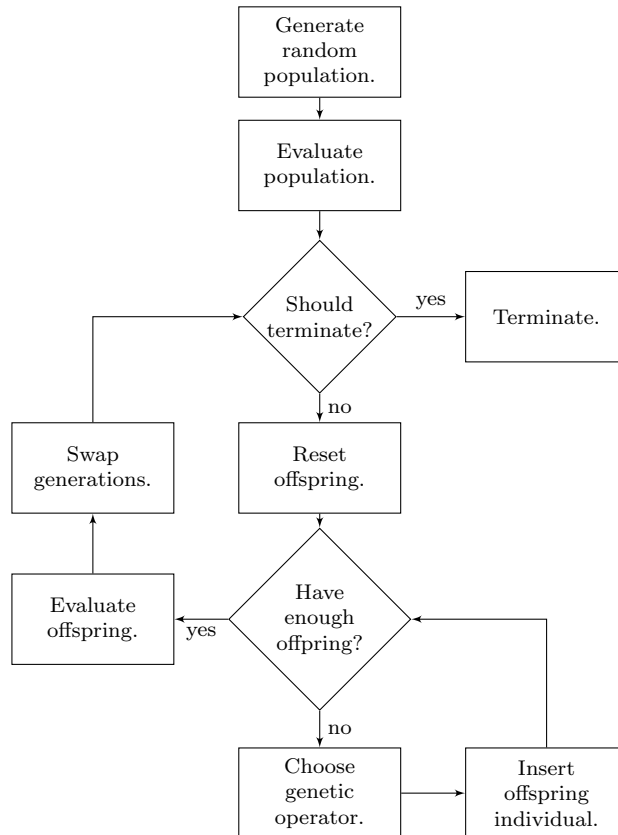 Generate
random
population.
Evaluate
population.
Should
terminate?
yes
Terminate.
no
Swap
generations.
Reset
offspring.
Evaluate
offspring.
yes
Have
enough
offpring?
no
Choose
genetic
operator.
Insert
offspring
individual.